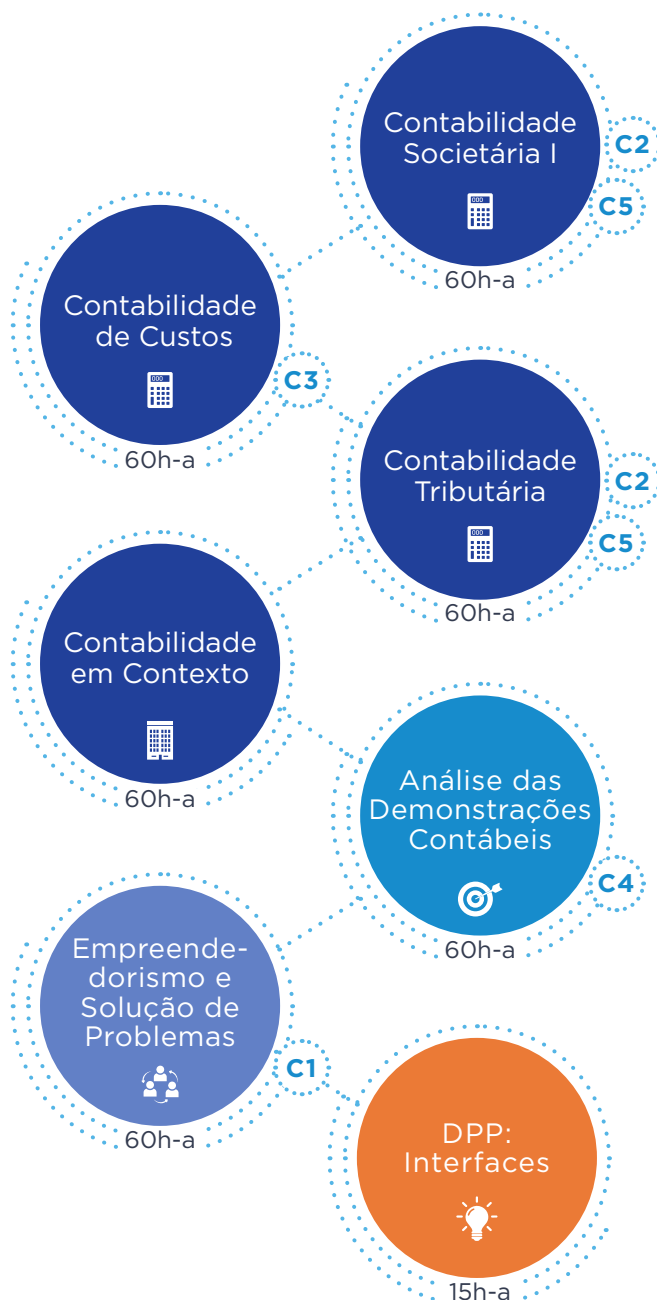 Contabilidade
Societária I
C2
C5
60h-a
Contabilidade
de Custos
C3
60h-a
Contabilidade
Tributária
C2
C5
60h-a
Contabilidade
em Contexto
60h-a
Análise das
Demonstrações
Contábeis
C4
60h-a
Empreende-
dorismo e
Solução de
Problemas
C1
60h-a
DPP:
Interfaces
15h-a